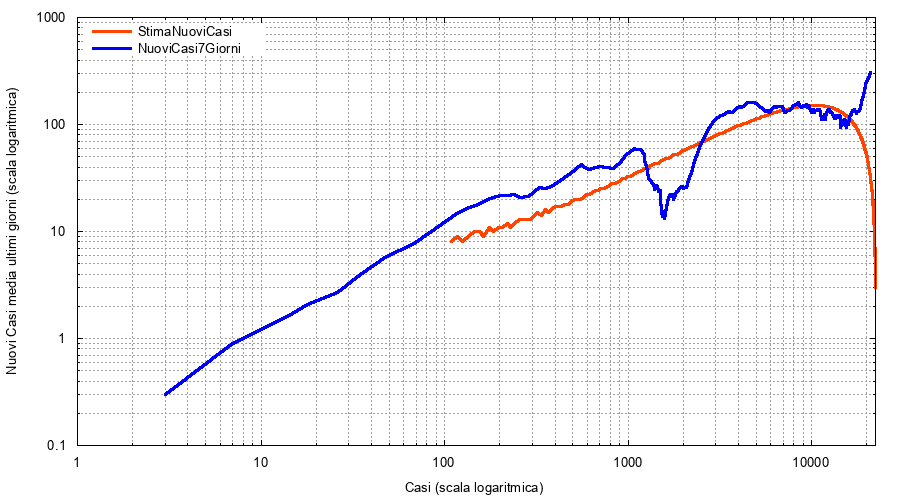 1000
100
10
1
0.1
StimaNuoviCasi
NuoviCasi7Giorni
Nuovi Casi media ultimi giorni (scala logaritmica)
1 10 100 1000 10000
Casi (scala logaritmica)